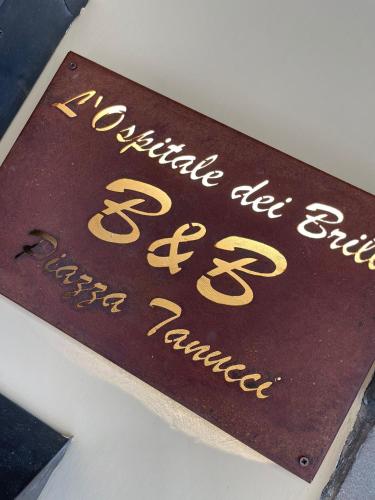 L'Ospitale dei Brill
B&B
Piazza Tanucci